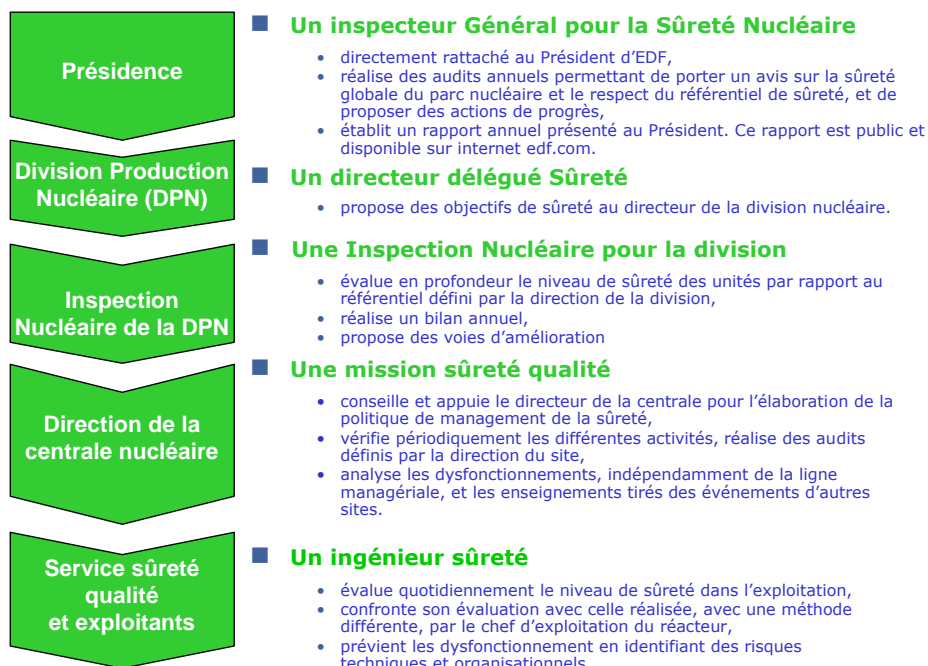 Présidence
Un inspecteur Général pour la Sûreté Nucléaire
directement rattaché au Président d'EDF,
réalise des audits annuels permettant de porter un avis sur la sûreté
globale du parc nucléaire et le respect du référentiel de sûreté, et de
proposer des actions de progrès,
établit un rapport annuel présenté au Président. Ce rapport est public et
disponible sur internet edf.com.
Division Production
Nucléaire (DPN)
Un directeur délégué Sûreté
propose des objectifs de sûreté au directeur de la division nucléaire.
Inspection
Nucléaire de la DPN
Une Inspection Nucléaire pour la division
évalue en profondeur le niveau de sûreté des unités par rapport au
référentiel défini par la direction de la division,
réalise un bilan annuel,
propose des voies d'amélioration
Direction de la
centrale nucléaire
Une mission sûreté qualité
conseille et appuie le directeur de la centrale pour l'élaboration de la
politique de management de la sûreté,
vérifie périodiquement les différentes activités, réalise des audits
définis par la direction du site,
analyse les dysfonctionnements, indépendamment de la ligne
managériale, et les enseignements tirés des événements d'autres
sites.
Service sûreté
qualité
et exploitants
Un ingénieur sûreté
évalue quotidiennement le niveau de sûreté dans l'exploitation,
confronte son évaluation avec celle réalisée, avec une méthode
différente, par le chef d'exploitation du réacteur,
prévient les dysfonctionnement en identifiant des risques
techniques et organisationnels